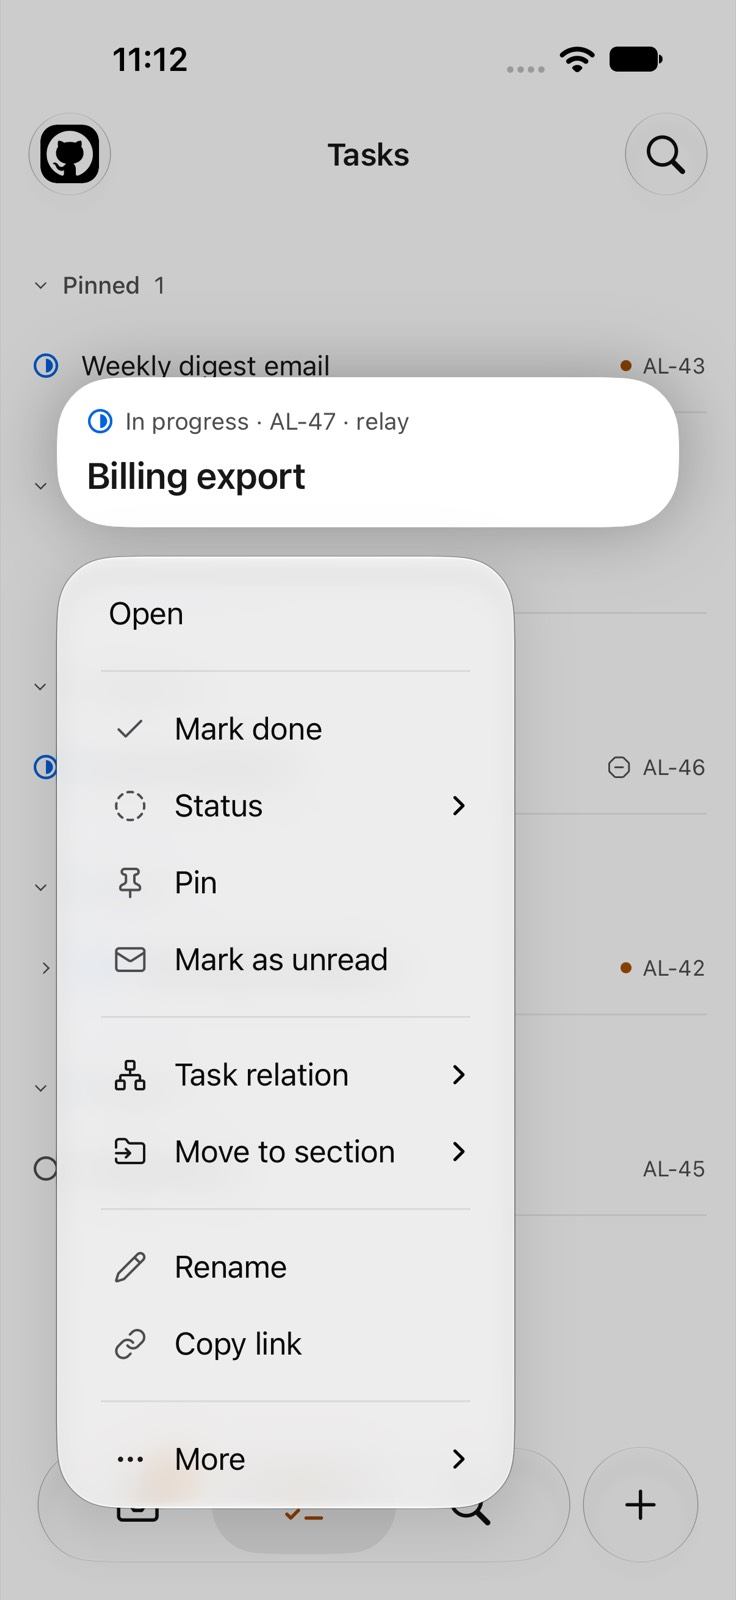 11:12
Tasks
Pinned 1
Weekly digest email
AL-43
In progress · AL-47 · relay
Billing export
Open
Mark done
Status
AL-46
Pin
Mark as unread
AL-42
Task relation
Move to section
AL-45
Rename
Copy link
More